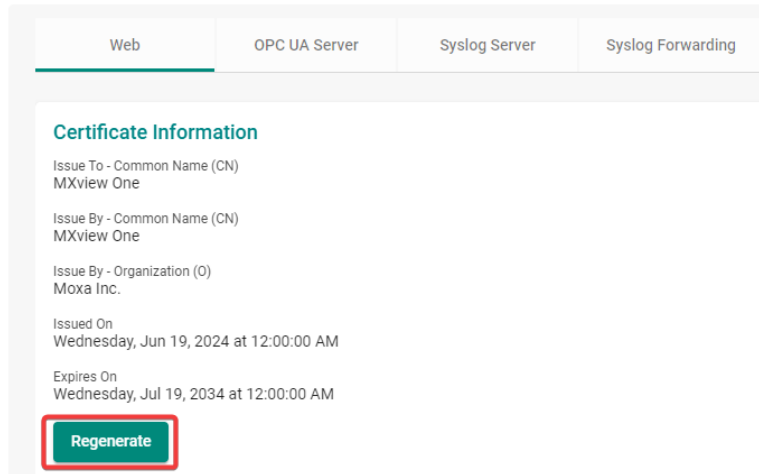 Web OPC UA Server Syslog Server Syslog Forwarding
Certificate Information
Issue To - Common Name (CN)
MXview One
Issue By - Common Name (CN)
MXview One
Issue By - Organization (O)
Moxa Inc.
Issued On
Wednesday, Jun 19, 2024 at 12:00:00 AM
Expires On
Wednesday, Jul 19, 2034 at 12:00:00 AM
Regenerate